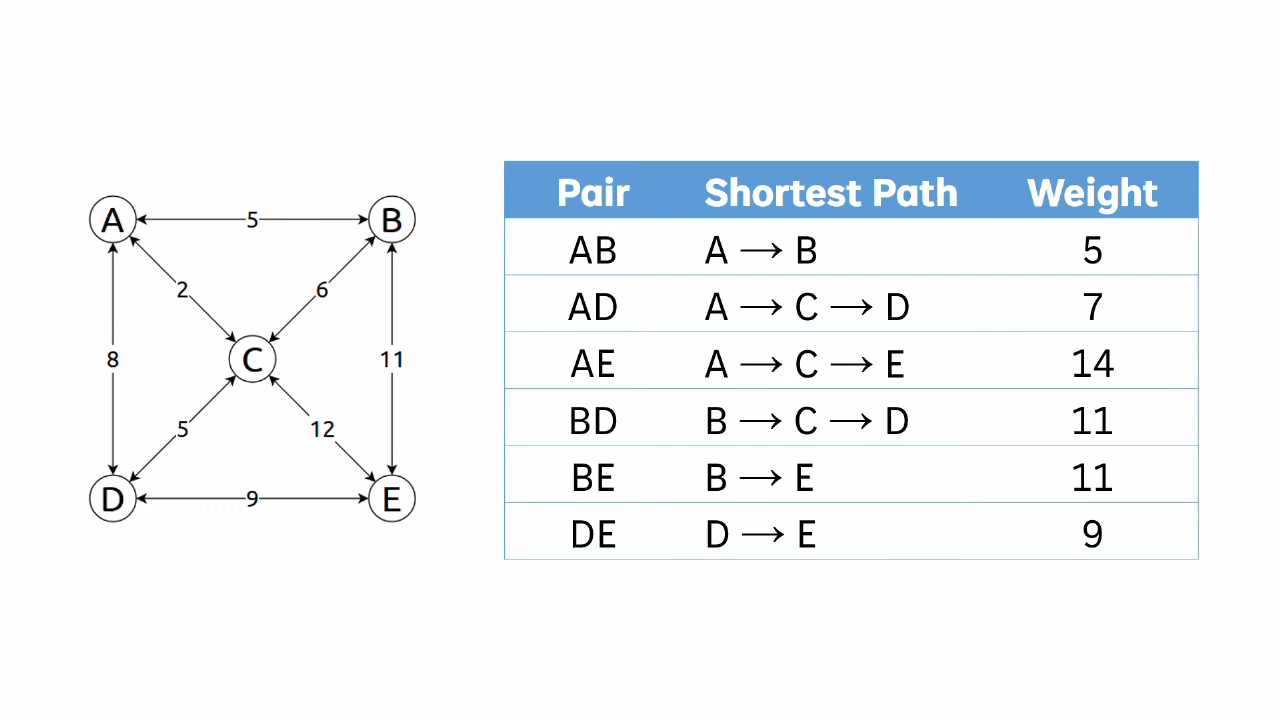 A 5 B
2 6
8 C 11
5 12
D 9 E
Pair Shortest Path Weight
AB A → B 5
AD A → C → D 7
AE A → C → E 14
BD B → C → D 11
BE B → E 11
DE D → E 9